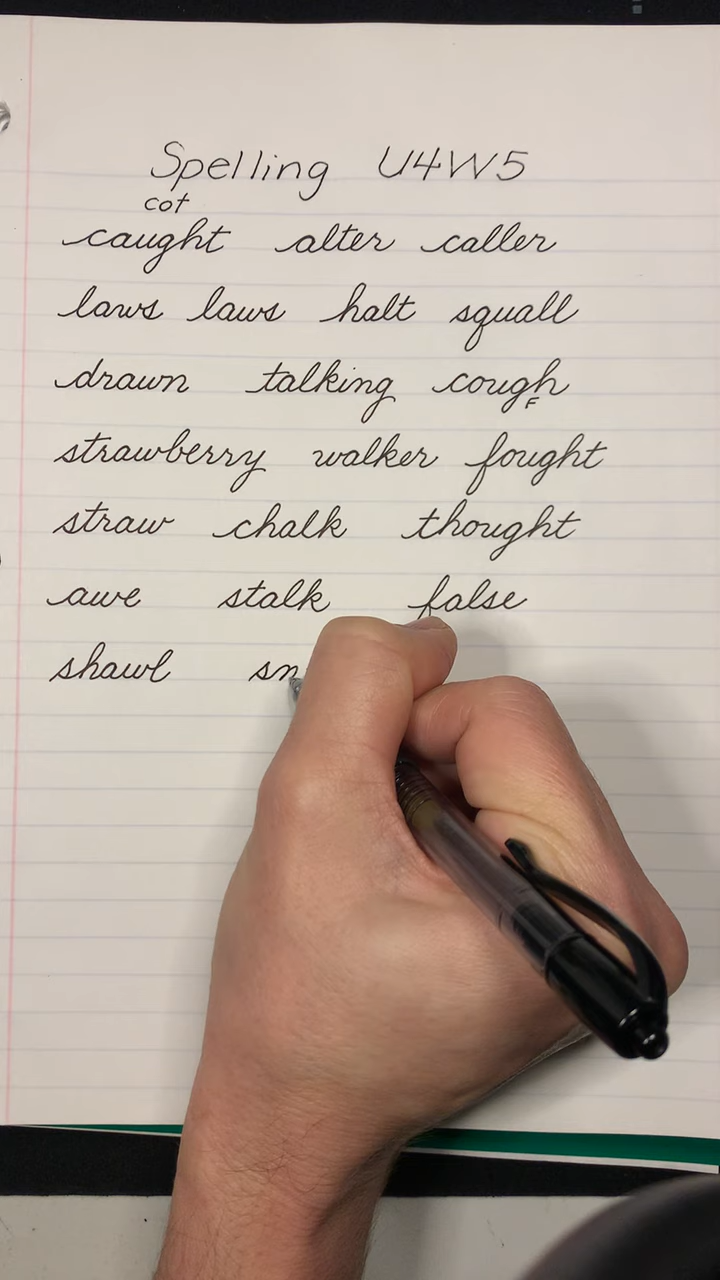 Spelling U4W5
cot
caught alter caller
laws laws halt squall
drawn talking cough
F
strawberry walker fought
straw chalk thought
awe stalk false
shawl sn